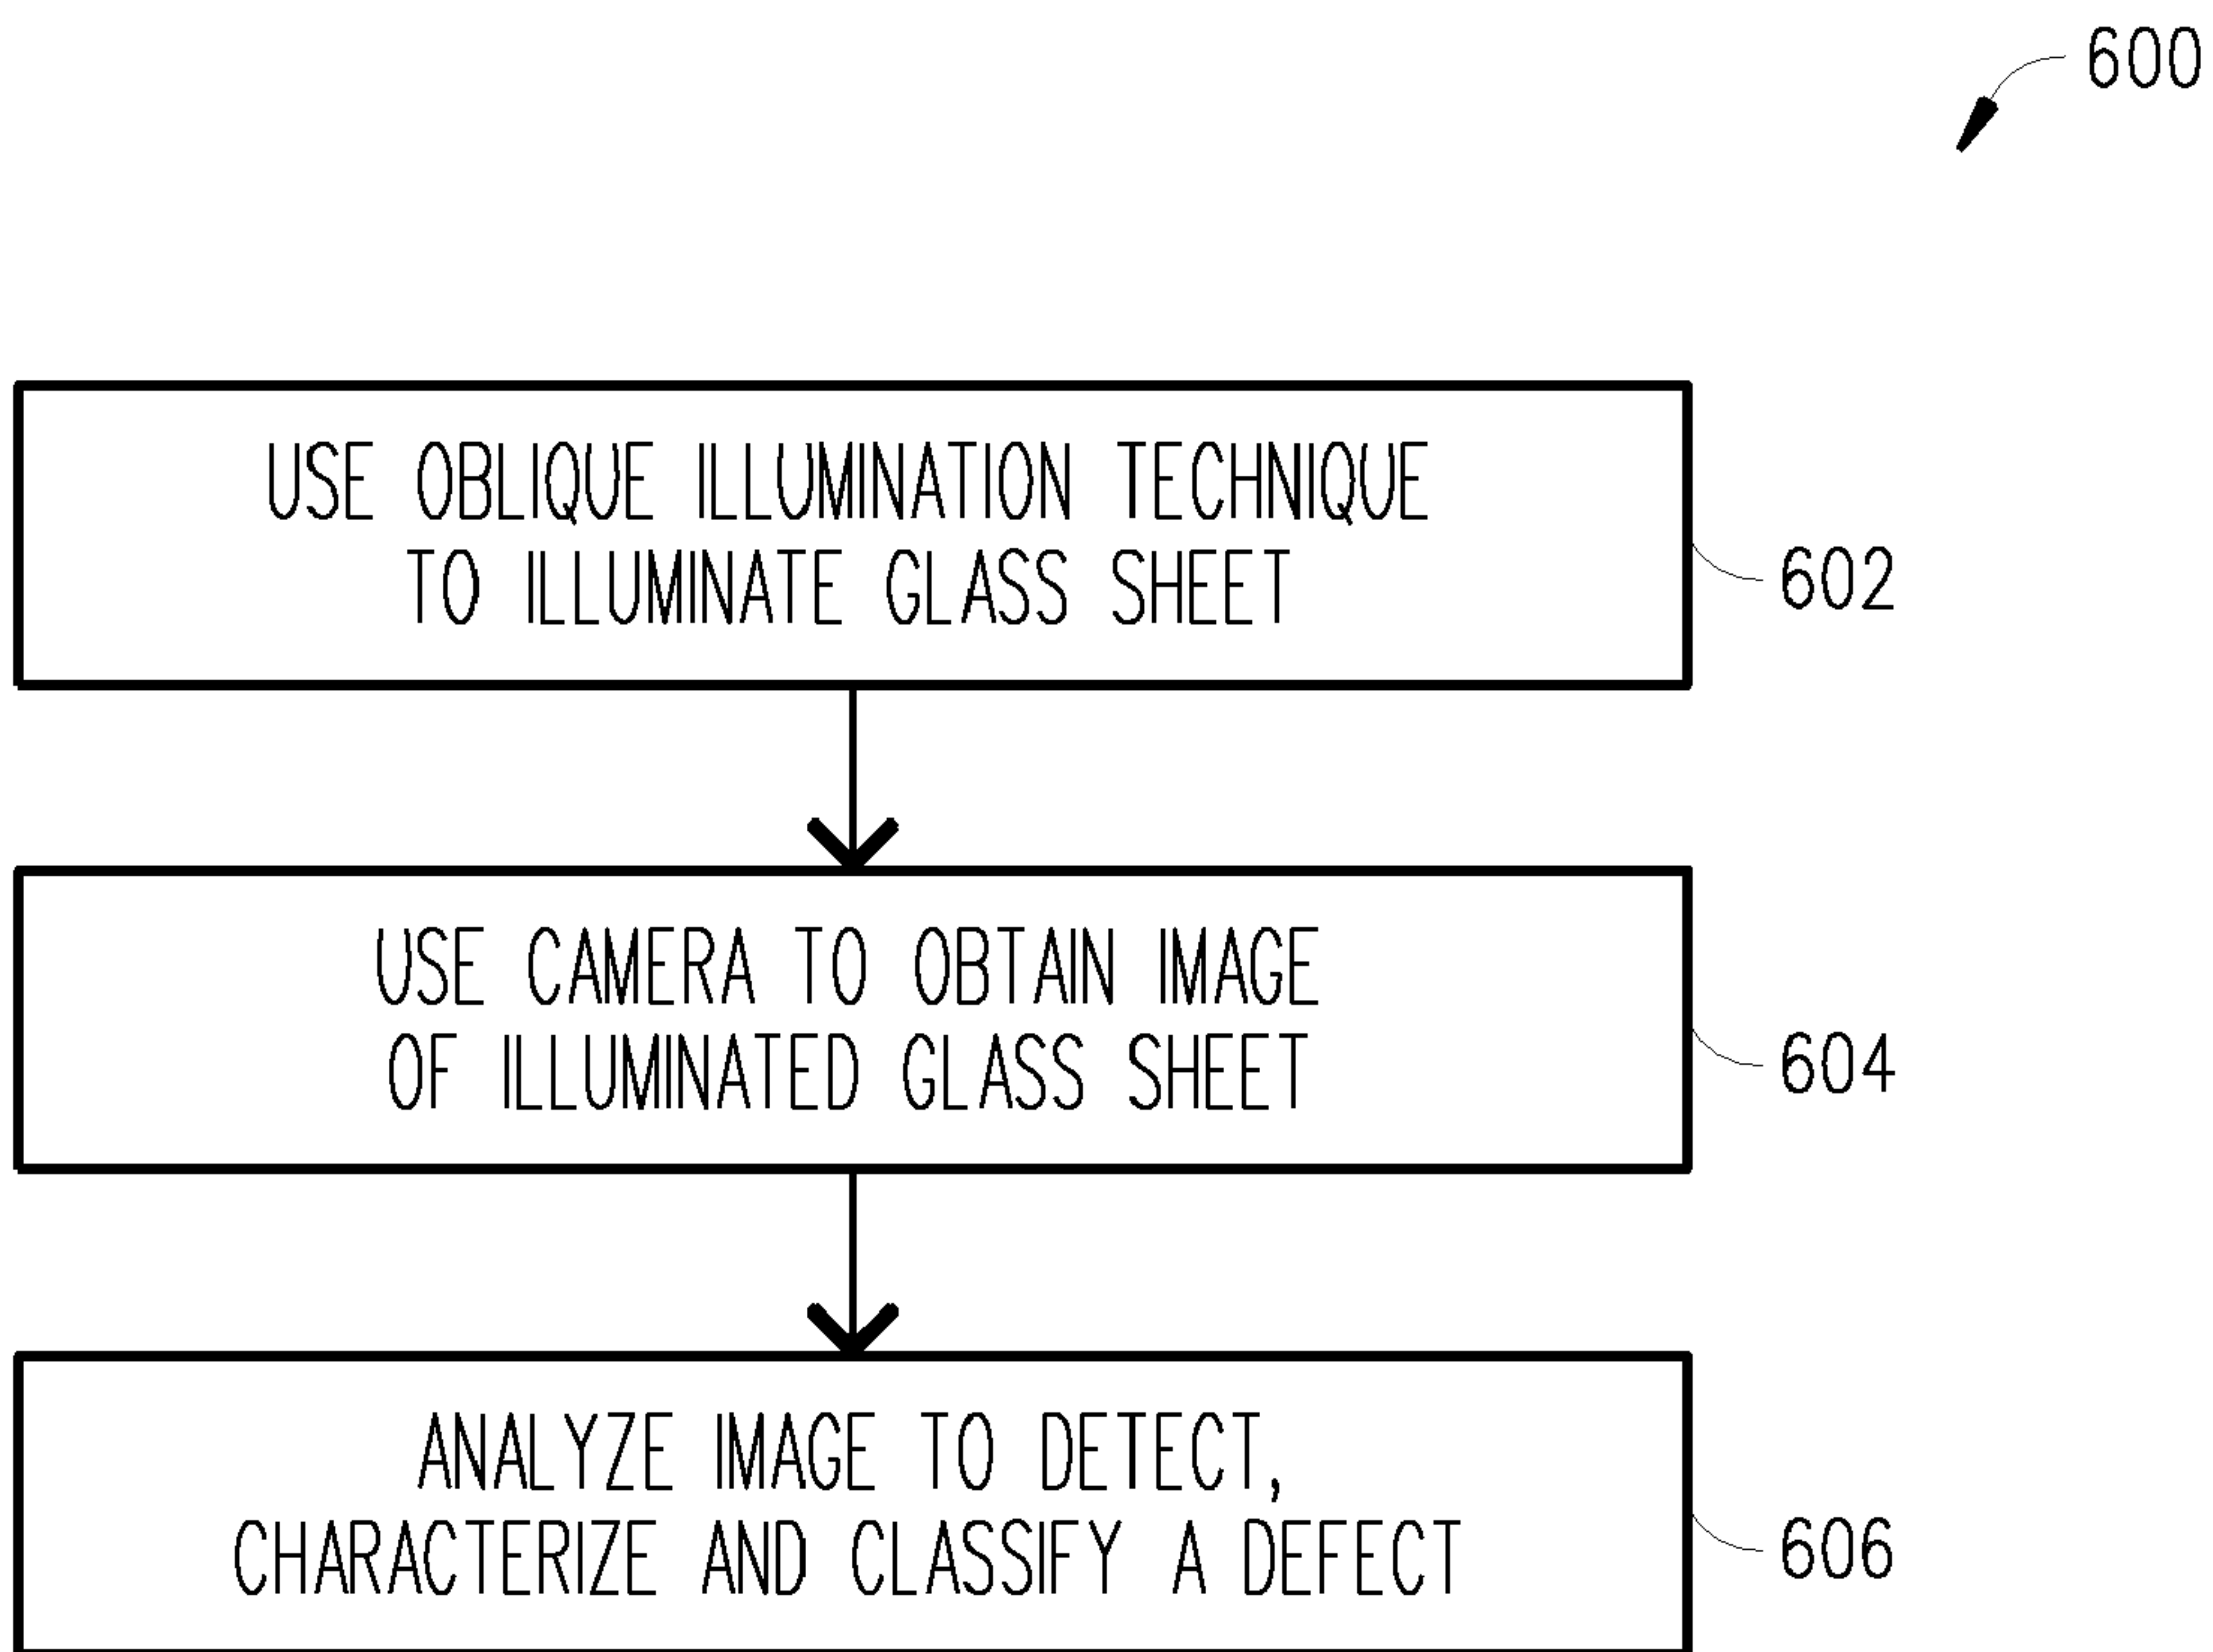 600
USE OBLIQUE ILLUMINATION TECHNIQUE
TO ILLUMINATE GLASS SHEET
602
USE CAMERA TO OBTAIN IMAGE
OF ILLUMINATED GLASS SHEET
604
ANALYZE IMAGE TO DETECT,
CHARACTERIZE AND CLASSIFY A DEFECT
606